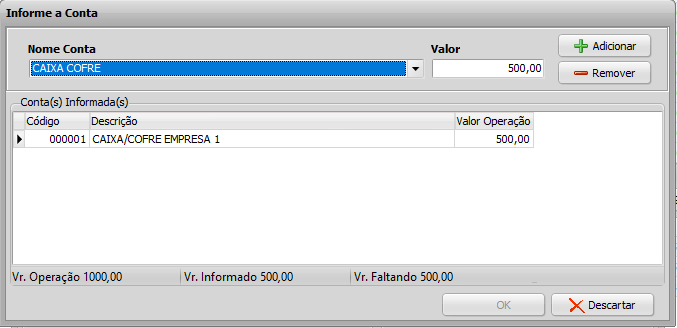 Informe a Conta
Nome Conta Valor
CAIXA COFRE 500,00
Adicionar
Remover
Conta(s) Informada(s)
Código Descrição Valor Operação
000001 CAIXA/COFRE EMPRESA 1 500,00
Vr. Operação 1000,00 Vr. Informado 500,00 Vr. Faltando 500,00
OK Descartar